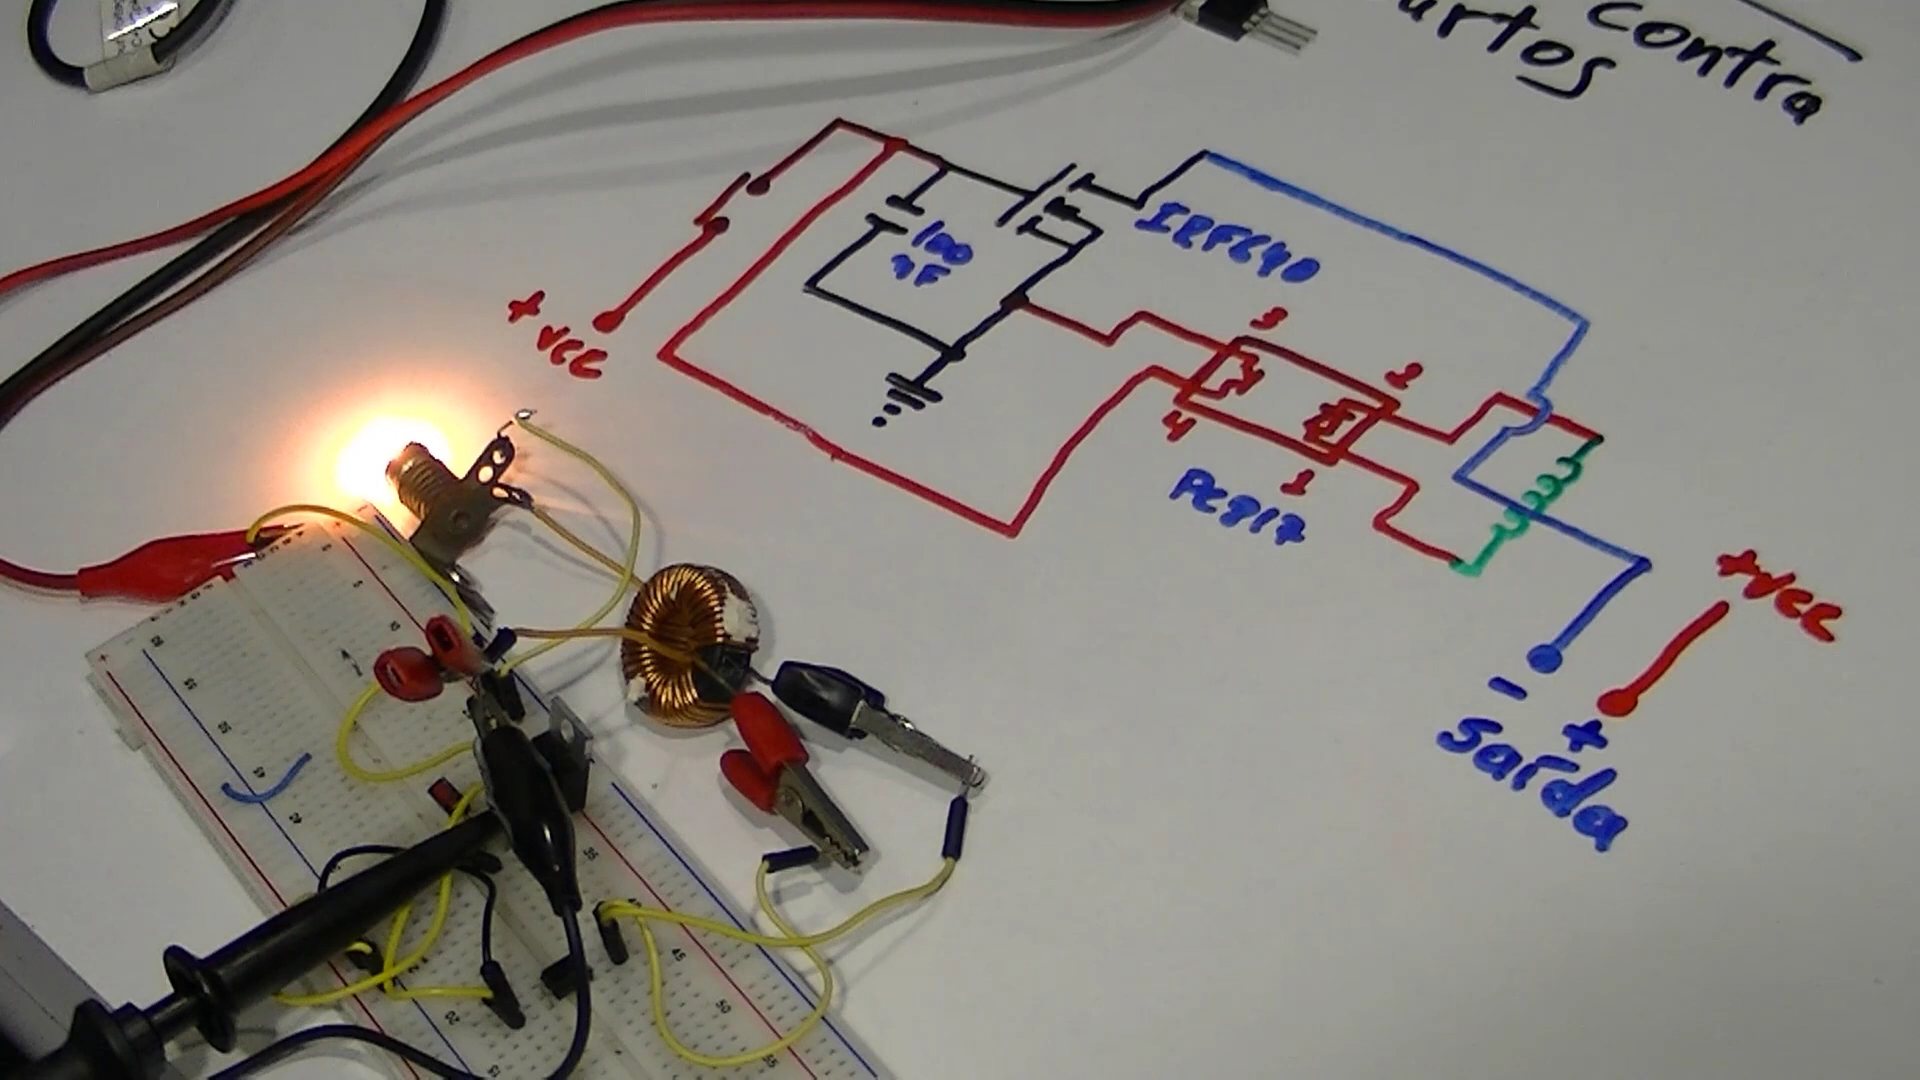 contra
urtos
IRF640
100
nF
+ vcc
3
2
4
1
PC817
+Vcc
- +
Saída